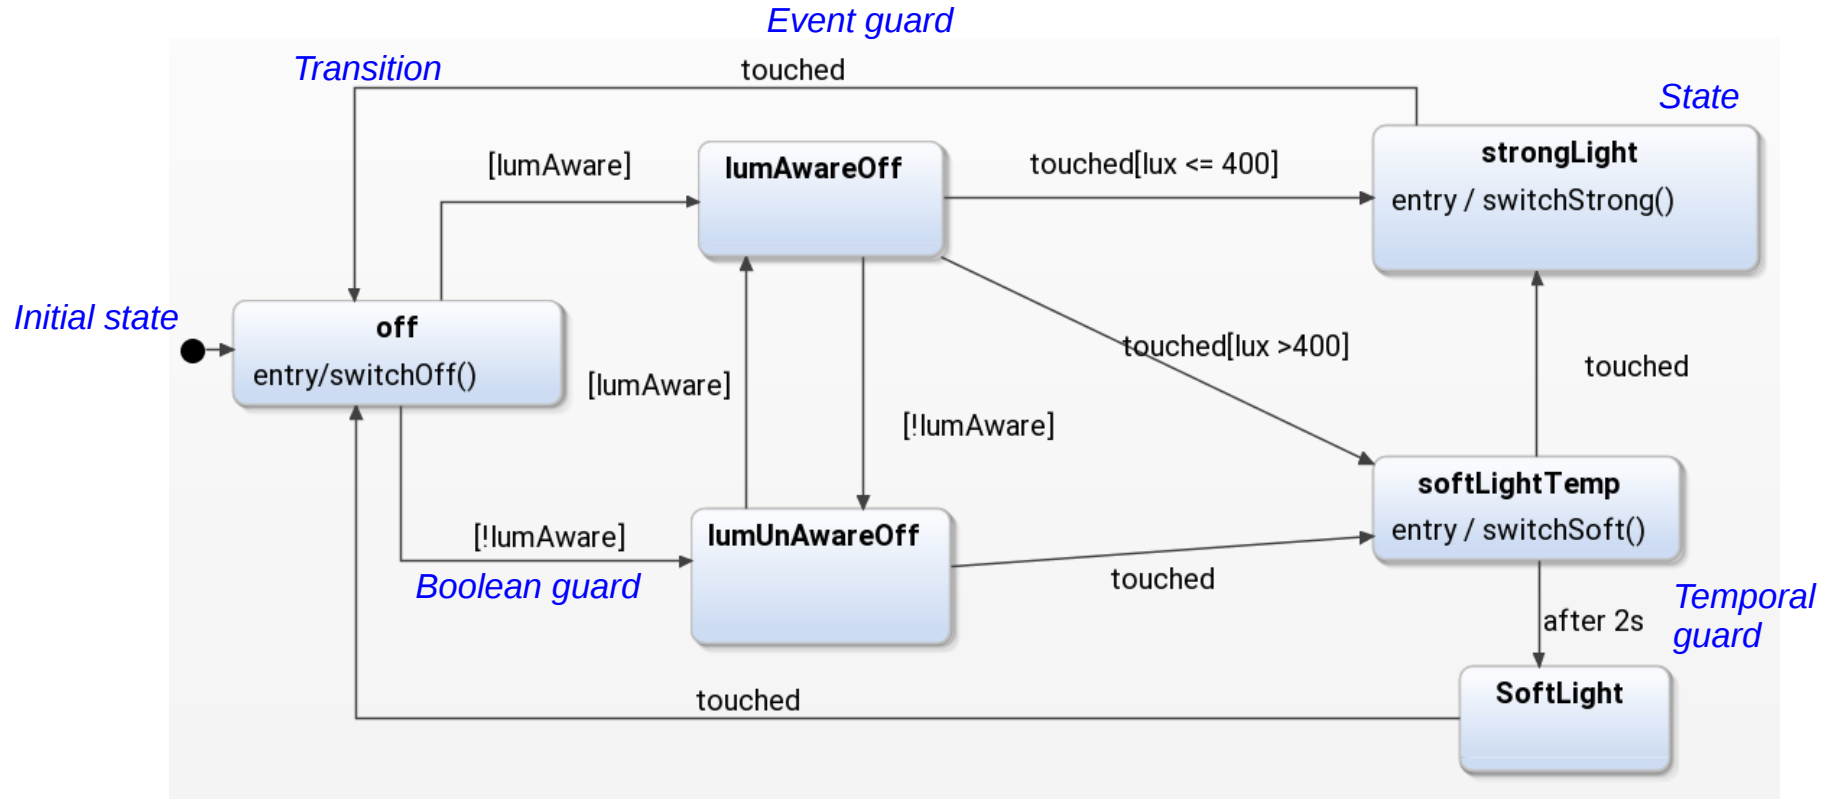 Event guard
Transition
touched
State
[lumAware]
lumAwareOff
touched[lux <= 400]
strongLight
entry / switchStrong()
Initial state
off
entry/switchOff()
[lumAware]
touched[lux >400]
touched
[!lumAware]
softLightTemp
entry / switchSoft()
[!lumAware]
lumUnAwareOff
Boolean guard
touched
Temporal
guard
after 2s
touched
SoftLight